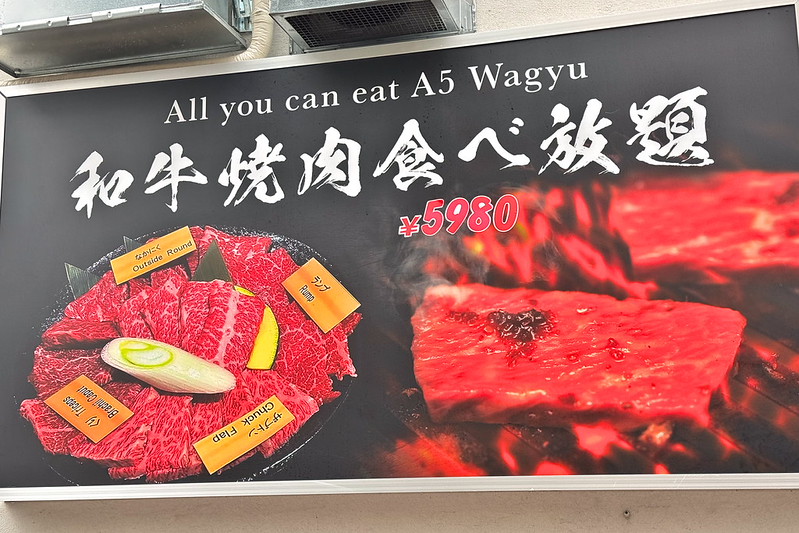 All you can eat A5 Wagyu
和牛焼肉食べ放題
¥5980
なかにく
Outside Round
ランプ
Rump
Triceps
Brachii
ザブトン
Chuck Flap